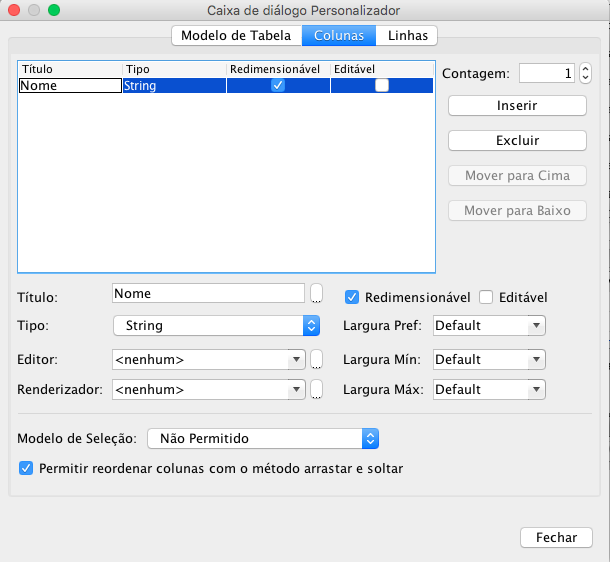 Caixa de diálogo Personalizador
Modelo de Tabela Colunas Linhas
Título Tipo Redimensionável Editável
Nome String
Contagem: 1
Inserir
Excluir
Mover para Cima
Mover para Baixo
Título: Nome ... Redimensionável Editável
Tipo: String Largura Pref: Default
Editor: <nenhum> ... Largura Mín: Default
Renderizador: <nenhum> ... Largura Máx: Default
Modelo de Seleção: Não Permitido
Permitir reordenar colunas com o método arrastar e soltar
Fechar